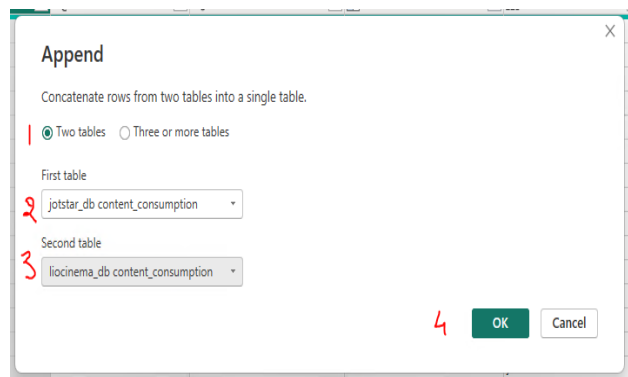 X
Append
Concatenate rows from two tables into a single table.
1 Two tables Three or more tables
First table
2 jotstar_db content_consumption
Second table
3 liocinema_db content_consumption
4 OK Cancel